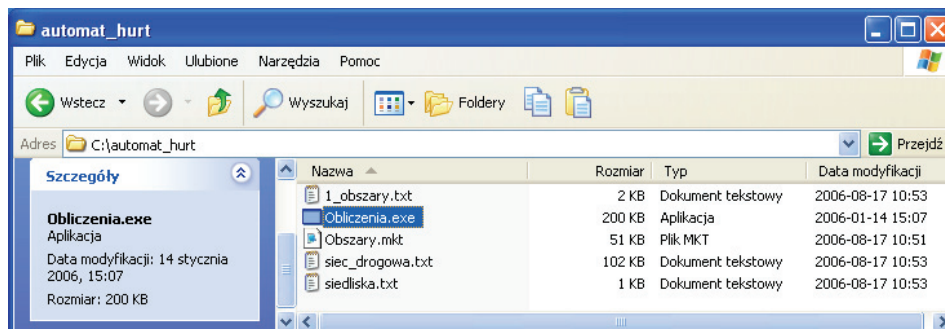 automat_hurt
Plik Edycja Widok Ulubione Narzędzia Pomoc
Wstecz Wyszukaj Foldery
Adres C:\automat_hurt Przejdź
Szczegóły
Obliczenia.exe
Aplikacja
Data modyfikacji: 14 stycznia
2006, 15:07
Rozmiar: 200 KB
Nazwa Rozmiar Typ Data modyfikacji
1_obszary.txt 2 KB Dokument tekstowy 2006-08-17 10:53
Obliczenia.exe 200 KB Aplikacja 2006-01-14 15:07
Obszary.mkt 51 KB Plik MKT 2006-08-17 10:51
siec_drogowa.txt 102 KB Dokument tekstowy 2006-08-17 10:53
siedliska.txt 1 KB Dokument tekstowy 2006-08-17 10:53